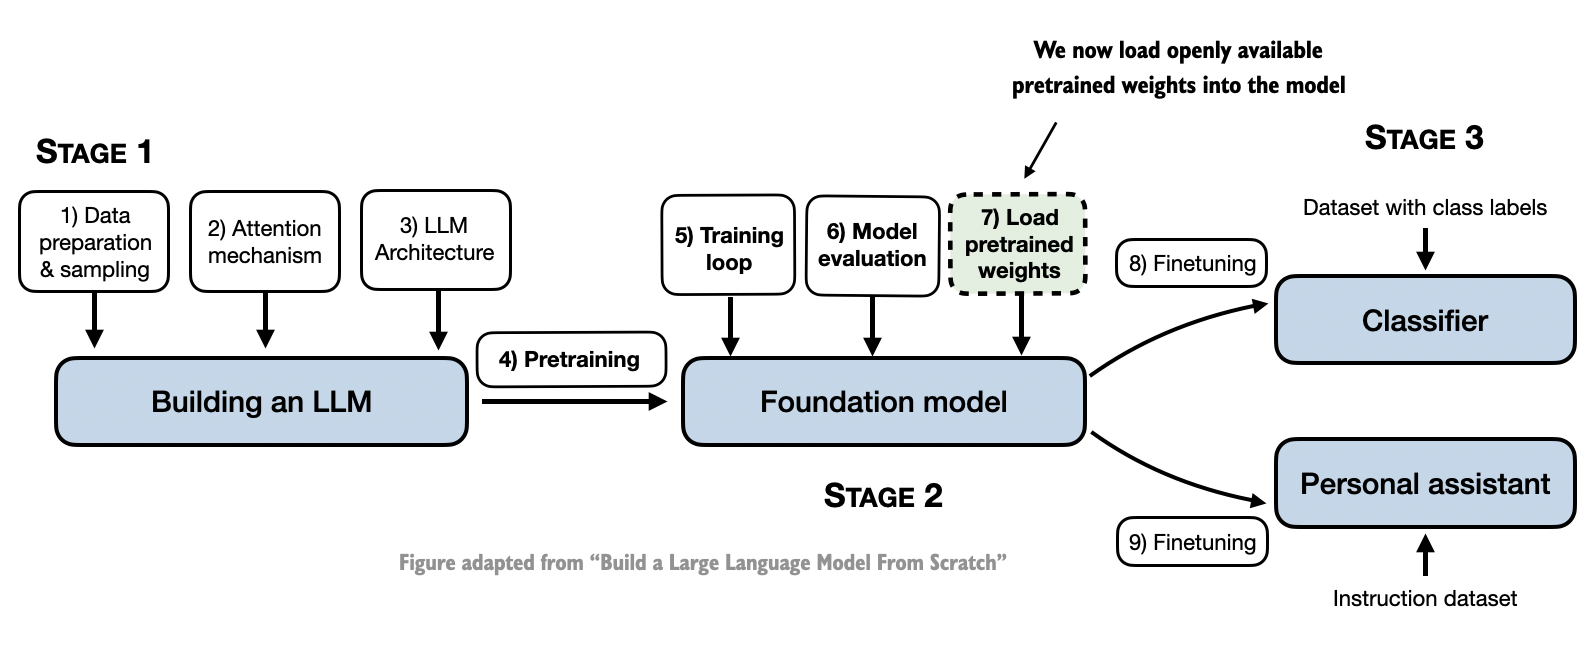 We now load openly available
pretrained weights into the model
STAGE 1
1) Data
preparation
& sampling
2) Attention
mechanism
3) LLM
Architecture
Building an LLM
4) Pretraining
5) Training
loop
6) Model
evaluation
7) Load
pretrained
weights
Foundation model
STAGE 2
STAGE 3
Dataset with class labels
8) Finetuning
Classifier
Personal assistant
9) Finetuning
Instruction dataset
Figure adapted from “Build a Large Language Model From Scratch”